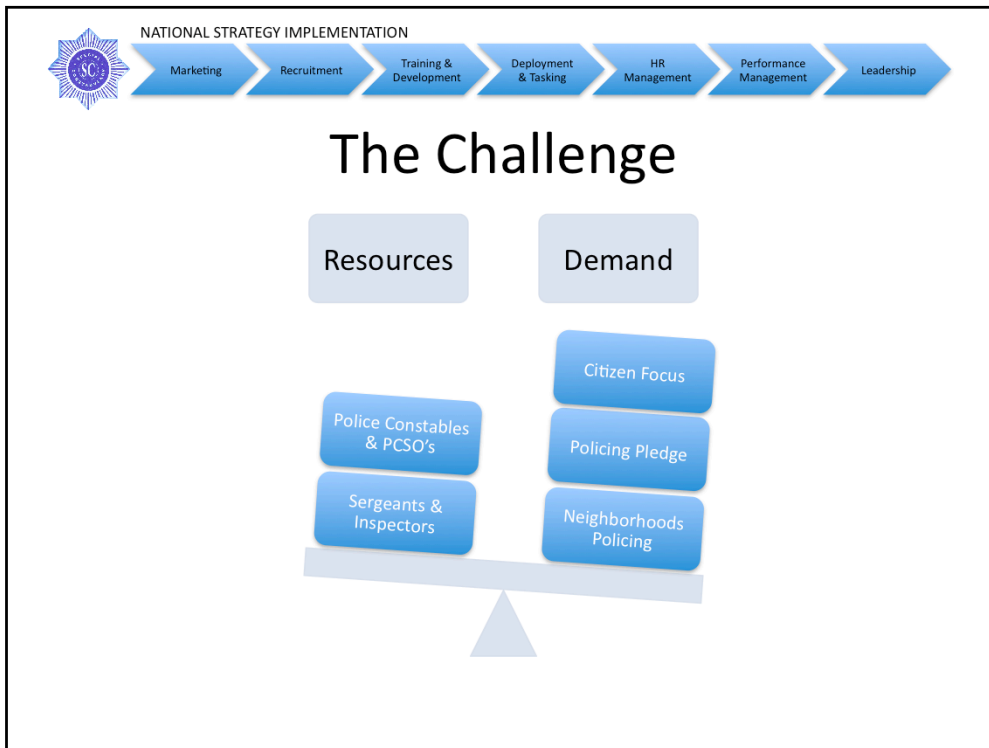 NATIONAL STRATEGY IMPLEMENTATION
Marketing
Recruitment
Training &
Development
Deployment
& Tasking
HR
Management
Performance
Management
Leadership
SC
The Challenge
Resources
Demand
Citizen Focus
Police Constables
& PCSO's
Policing Pledge
Sergeants &
Inspectors
Neighborhoods
Policing